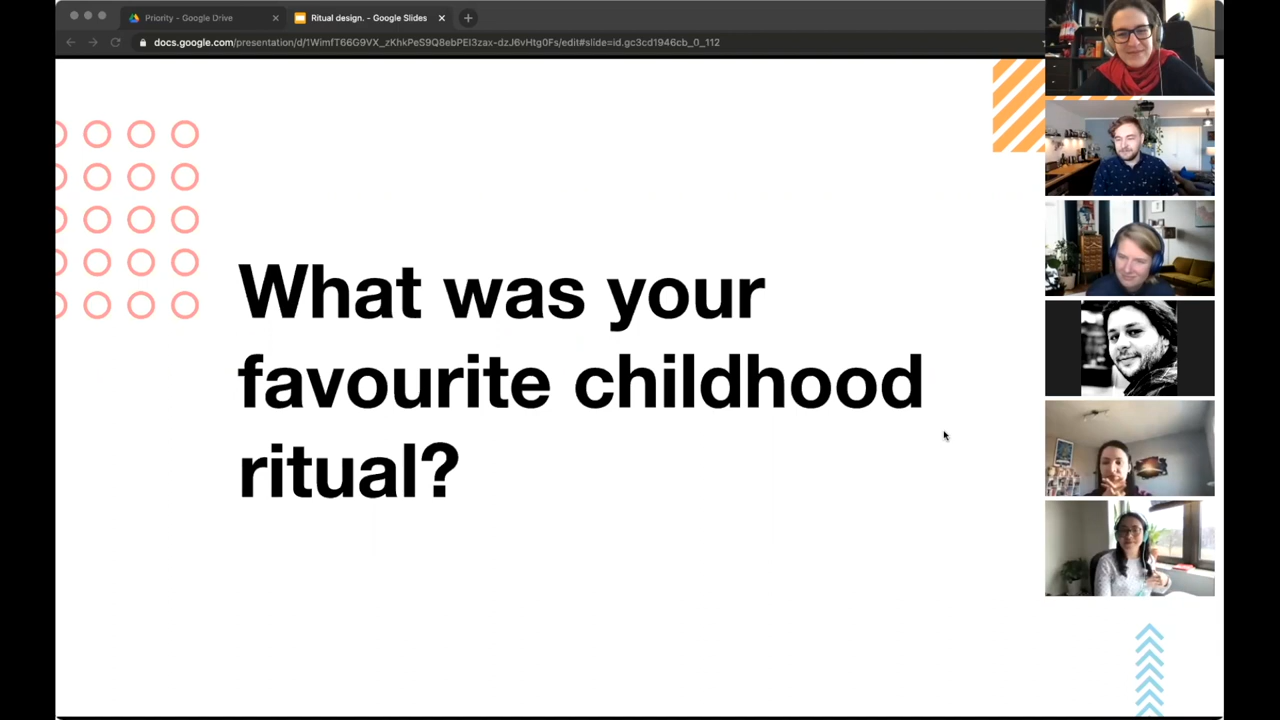 Priority - Google Drive
Ritual design. - Google Slides
docs.google.com/presentation/d/1WimfT66G9VX_zKhkPeS9Q8ebPEI3zax-dzJ6vHtg0Fs/edit#slide=id.gc3cd1946cb_0_112
What was your
favourite childhood
ritual?